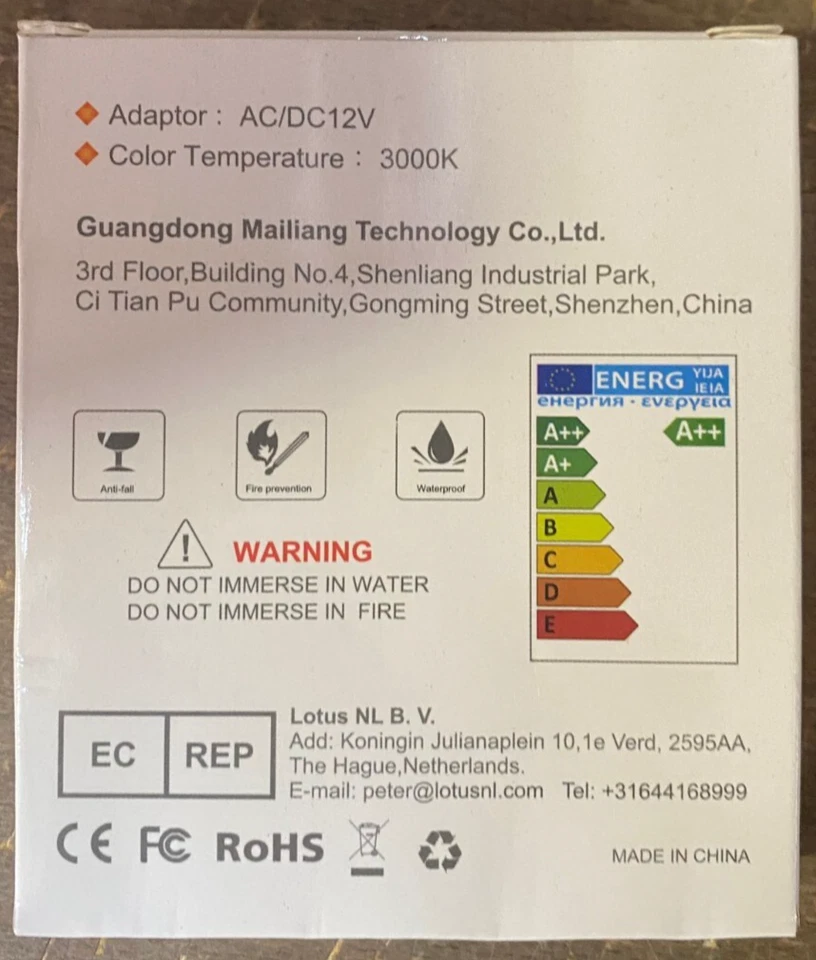 Adaptor : AC/DC12V
Color Temperature : 3000K
Guangdong Mailiang Technology Co.,Ltd.
3rd Floor,Building No.4,Shenliang Industrial Park,
Ci Tian Pu Community,Gongming Street,Shenzhen,China
ENERG YIJA
IEIA
енергия · ενεργεια
A++ A++
A+
A
B
C
D
E
Anti-fall Fire prevention Waterproof
WARNING
DO NOT IMMERSE IN WATER
DO NOT IMMERSE IN FIRE
EC REP
Lotus NL B. V.
Add: Koningin Julianaplein 10,1e Verd, 2595AA,
The Hague,Netherlands.
E-mail: peter@lotusnl.com Tel: +31644168999
CE FC RoHS
MADE IN CHINA